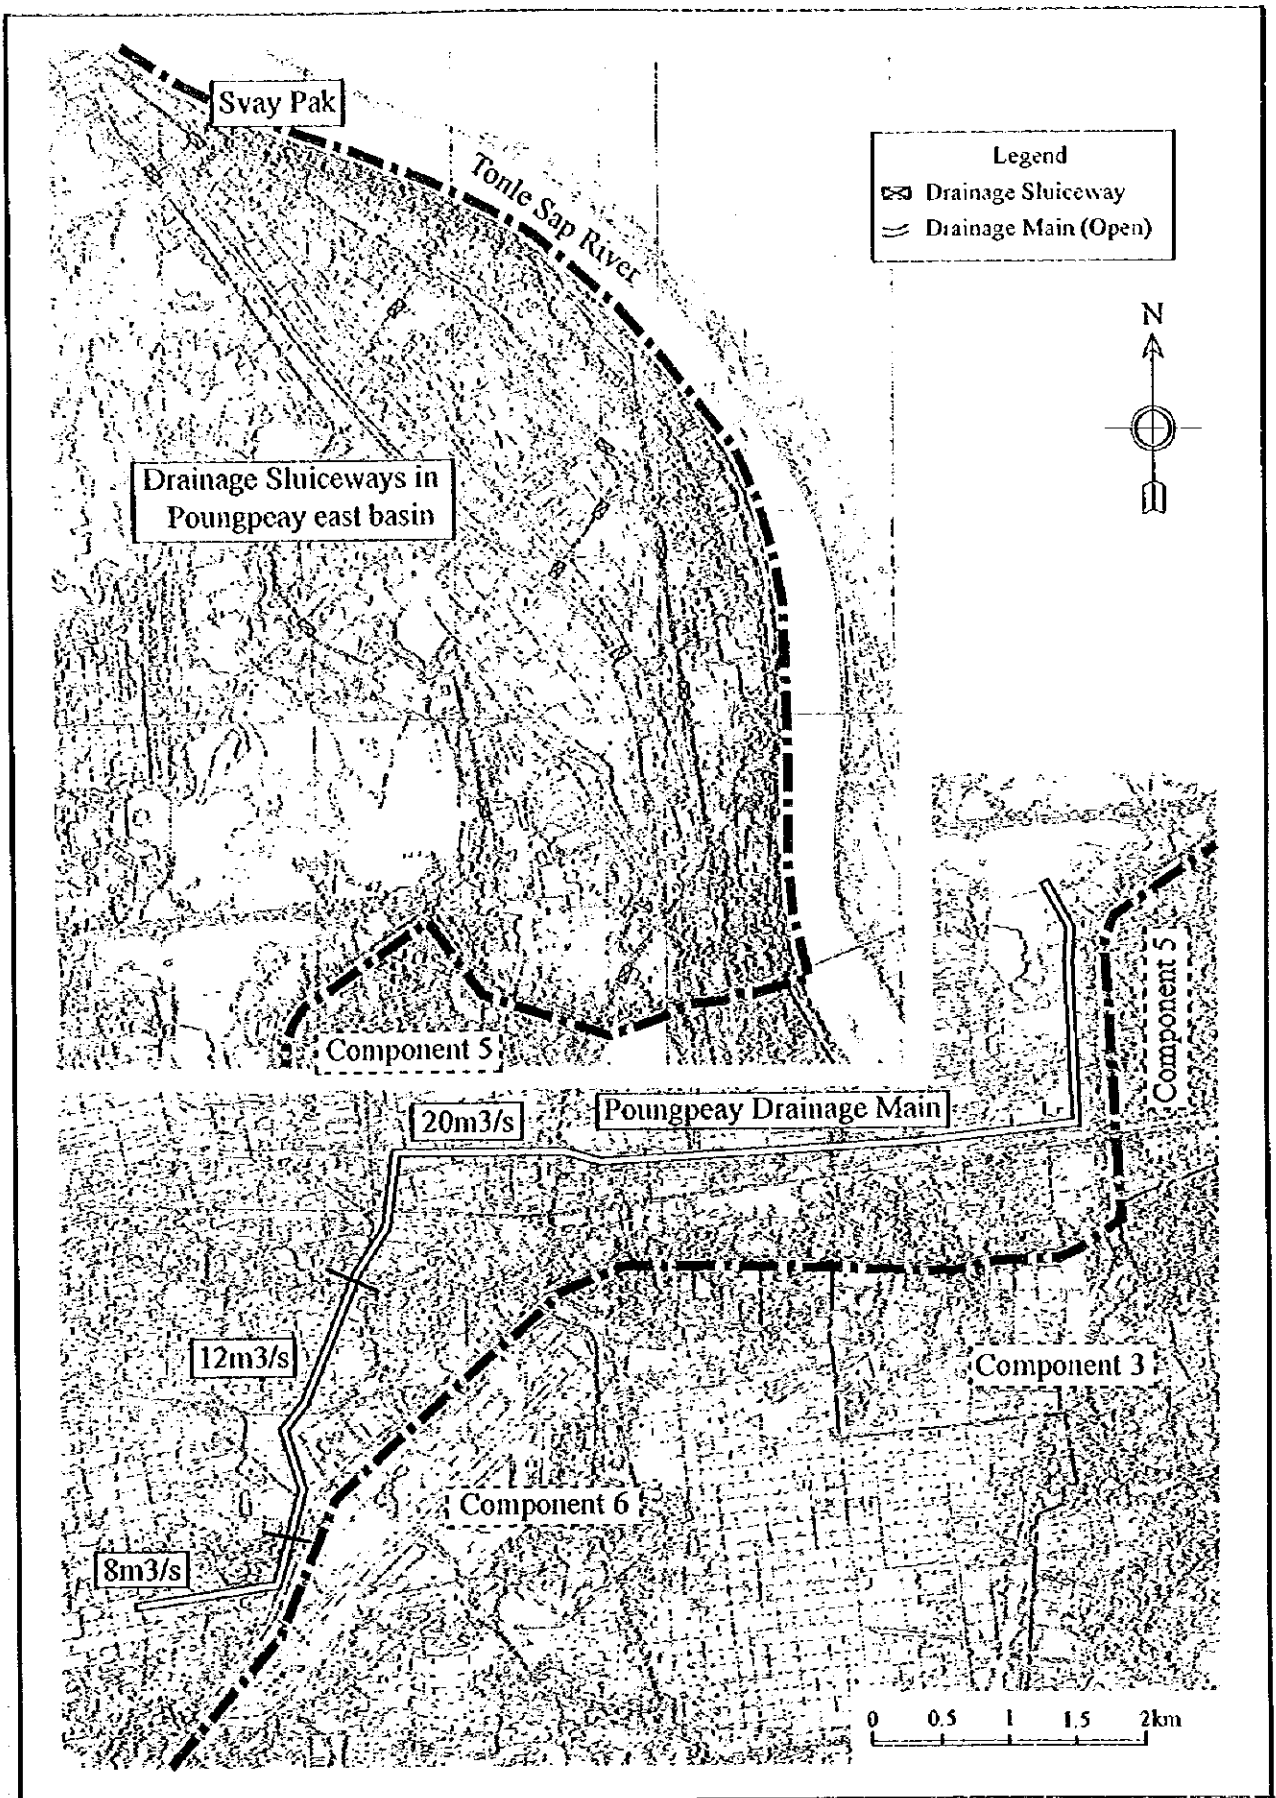 Svay Pak
Tonle Sap River
Legend
Drainage Sluiceway
Drainage Main (Open)
N
Drainage Sluiceways in
Poungpeay east basin
Component 5
Component 5
20m3/s
Poungpeay Drainage Main
12m3/s
Component 3
Component 6
8m3/s
0 0.5 1 1.5 2km